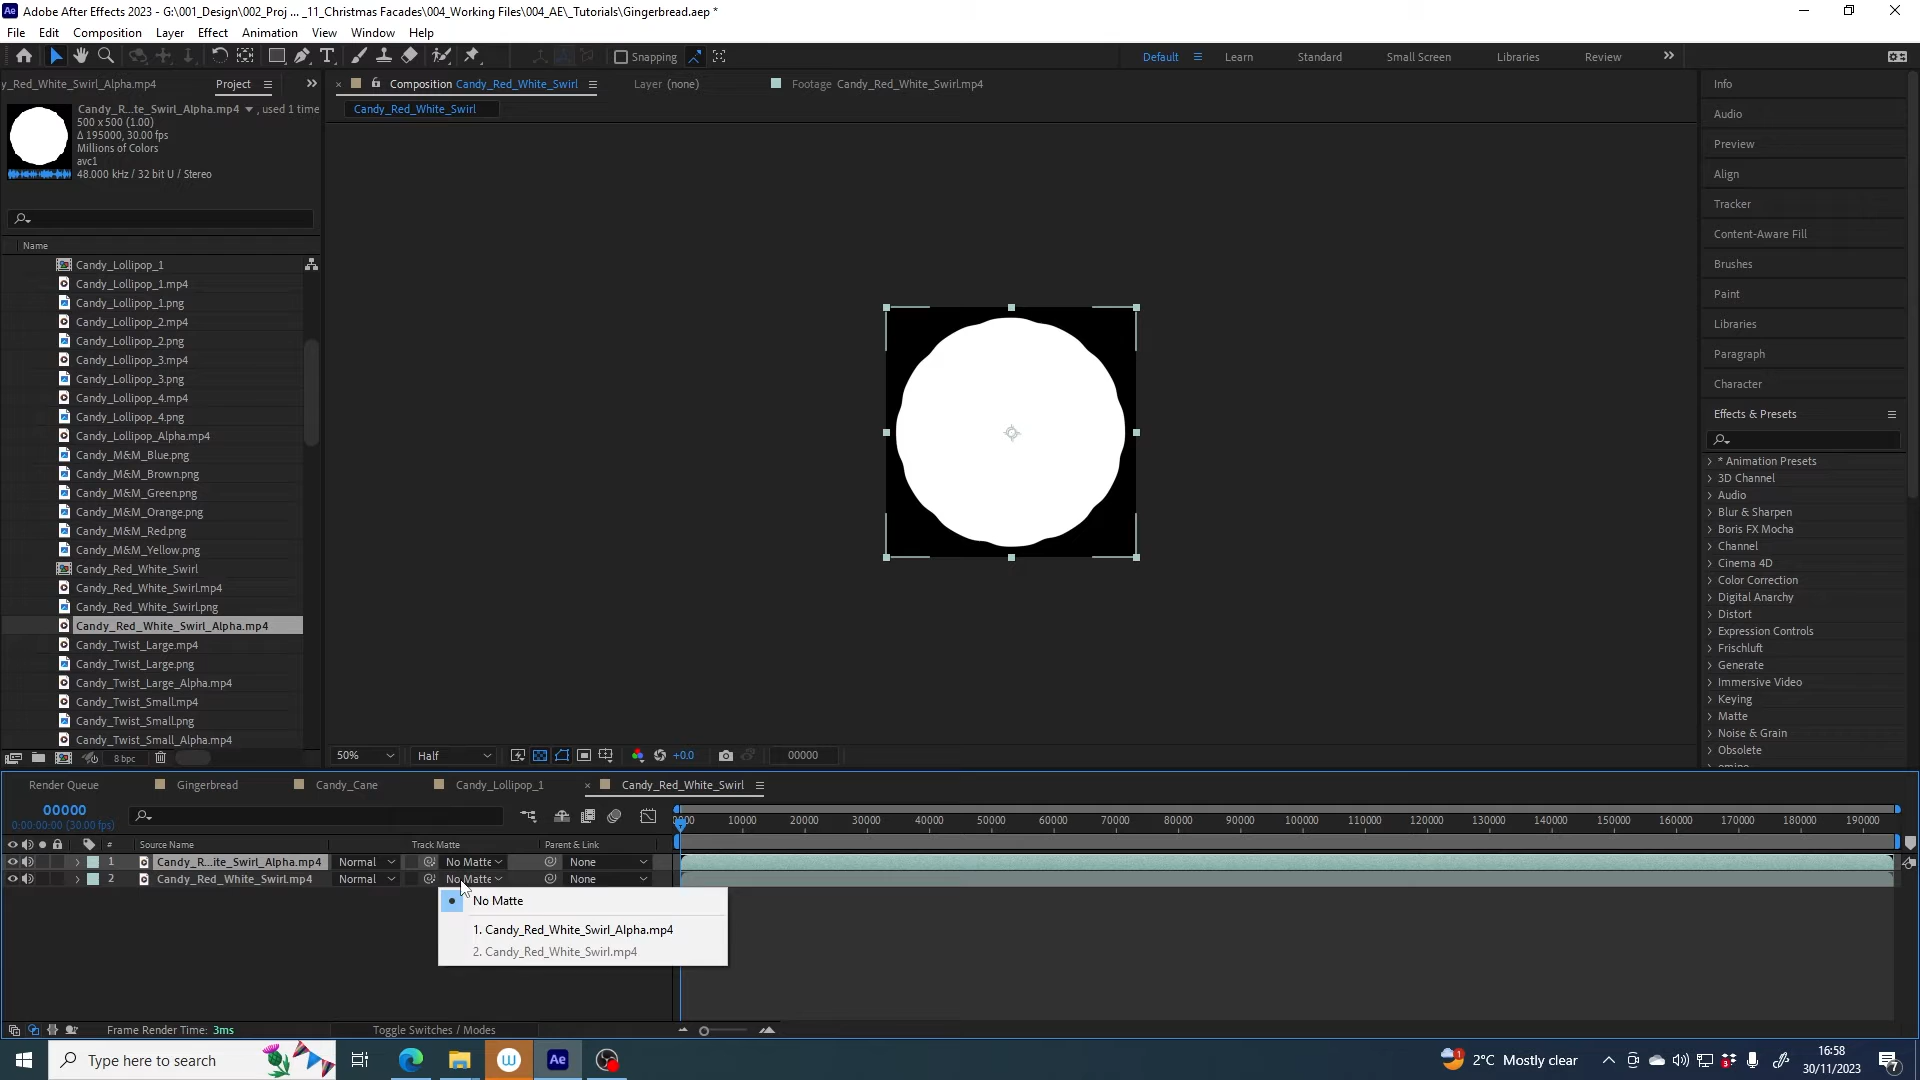 Adobe After Effects 2023 - G:\001_Design\002_Proj ... _11_Christmas Facades\004_Working Files\004_AE\_Tutorials\Gingerbread.aep *
File Edit Composition Layer Effect Animation View Window Help
Snapping
Default Learn Standard Small Screen Libraries Review
y_Red_White_Swirl_Alpha.mp4 Project
Candy_R...te_Swirl_Alpha.mp4 , used 1 time
500 x 500 (1.00)
Δ 195000, 30.00 fps
Millions of Colors
avc1
48.000 kHz / 32 bit U / Stereo
Name
Candy_Lollipop_1
Candy_Lollipop_1.mp4
Candy_Lollipop_1.png
Candy_Lollipop_2.mp4
Candy_Lollipop_2.png
Candy_Lollipop_3.mp4
Candy_Lollipop_3.png
Candy_Lollipop_4.mp4
Candy_Lollipop_4.png
Candy_Lollipop_Alpha.mp4
Candy_M&M_Blue.png
Candy_M&M_Brown.png
Candy_M&M_Green.png
Candy_M&M_Orange.png
Candy_M&M_Red.png
Candy_M&M_Yellow.png
Candy_Red_White_Swirl
Candy_Red_White_Swirl.mp4
Candy_Red_White_Swirl.png
Candy_Red_White_Swirl_Alpha.mp4
Candy_Twist_Large.mp4
Candy_Twist_Large.png
Candy_Twist_Large_Alpha.mp4
Candy_Twist_Small.mp4
Candy_Twist_Small.png
Candy_Twist_Small_Alpha.mp4
8 bpc
Composition Candy_Red_White_Swirl Layer (none) Footage Candy_Red_White_Swirl.mp4
Candy_Red_White_Swirl
50% Half +0.0 00000
Info
Audio
Preview
Align
Tracker
Content-Aware Fill
Brushes
Paint
Libraries
Paragraph
Character
Effects & Presets
* Animation Presets
3D Channel
Audio
Blur & Sharpen
Boris FX Mocha
Channel
Cinema 4D
Color Correction
Digital Anarchy
Distort
Expression Controls
Frischluft
Generate
Immersive Video
Keying
Matte
Noise & Grain
Obsolete
Render Queue Gingerbread Candy_Cane Candy_Lollipop_1 Candy_Red_White_Swirl
00000
0:00:00:00 (30.00 fps)
10000 20000 30000 40000 50000 60000 70000 80000 90000 100000 110000 120000 130000 140000 150000 160000 170000 180000 190000
# Source Name Track Matte Parent & Link
1 Candy_R...ite_Swirl_Alpha.mp4 Normal No Matte None
2 Candy_Red_White_Swirl.mp4 Normal No Matte None
No Matte
1. Candy_Red_White_Swirl_Alpha.mp4
2. Candy_Red_White_Swirl.mp4
Frame Render Time: 3ms Toggle Switches / Modes
Type here to search
2°C Mostly clear
16:58
30/11/2023
7